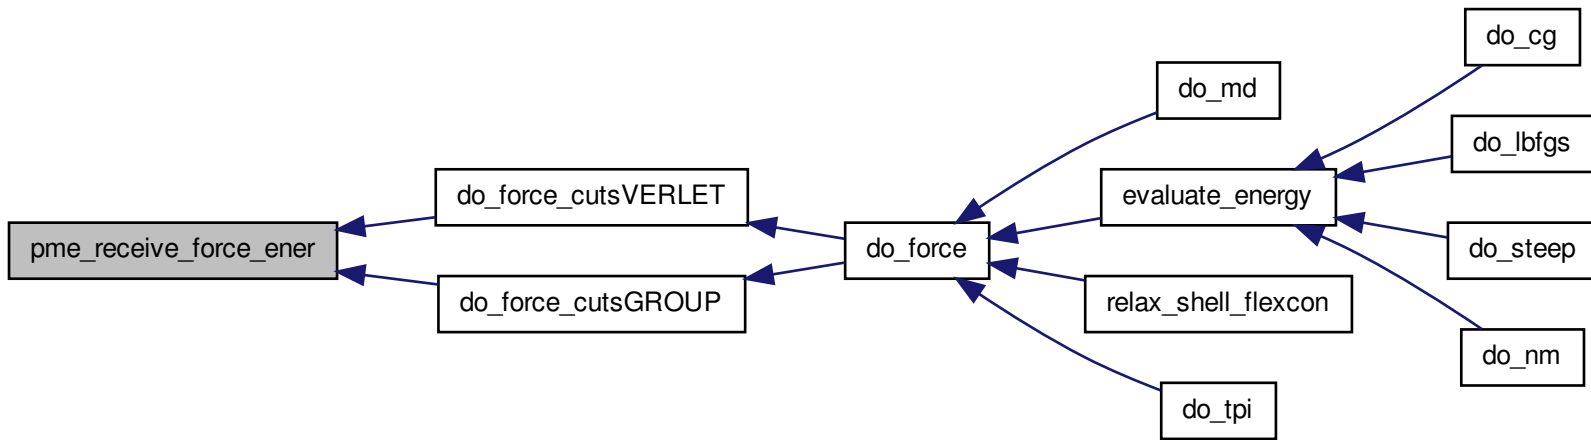 pme_receive_force_ener
do_force_cutsVERLET
do_force_cutsGROUP
do_force
do_md
evaluate_energy
relax_shell_flexcon
do_tpi
do_cg
do_lbfgs
do_steep
do_nm